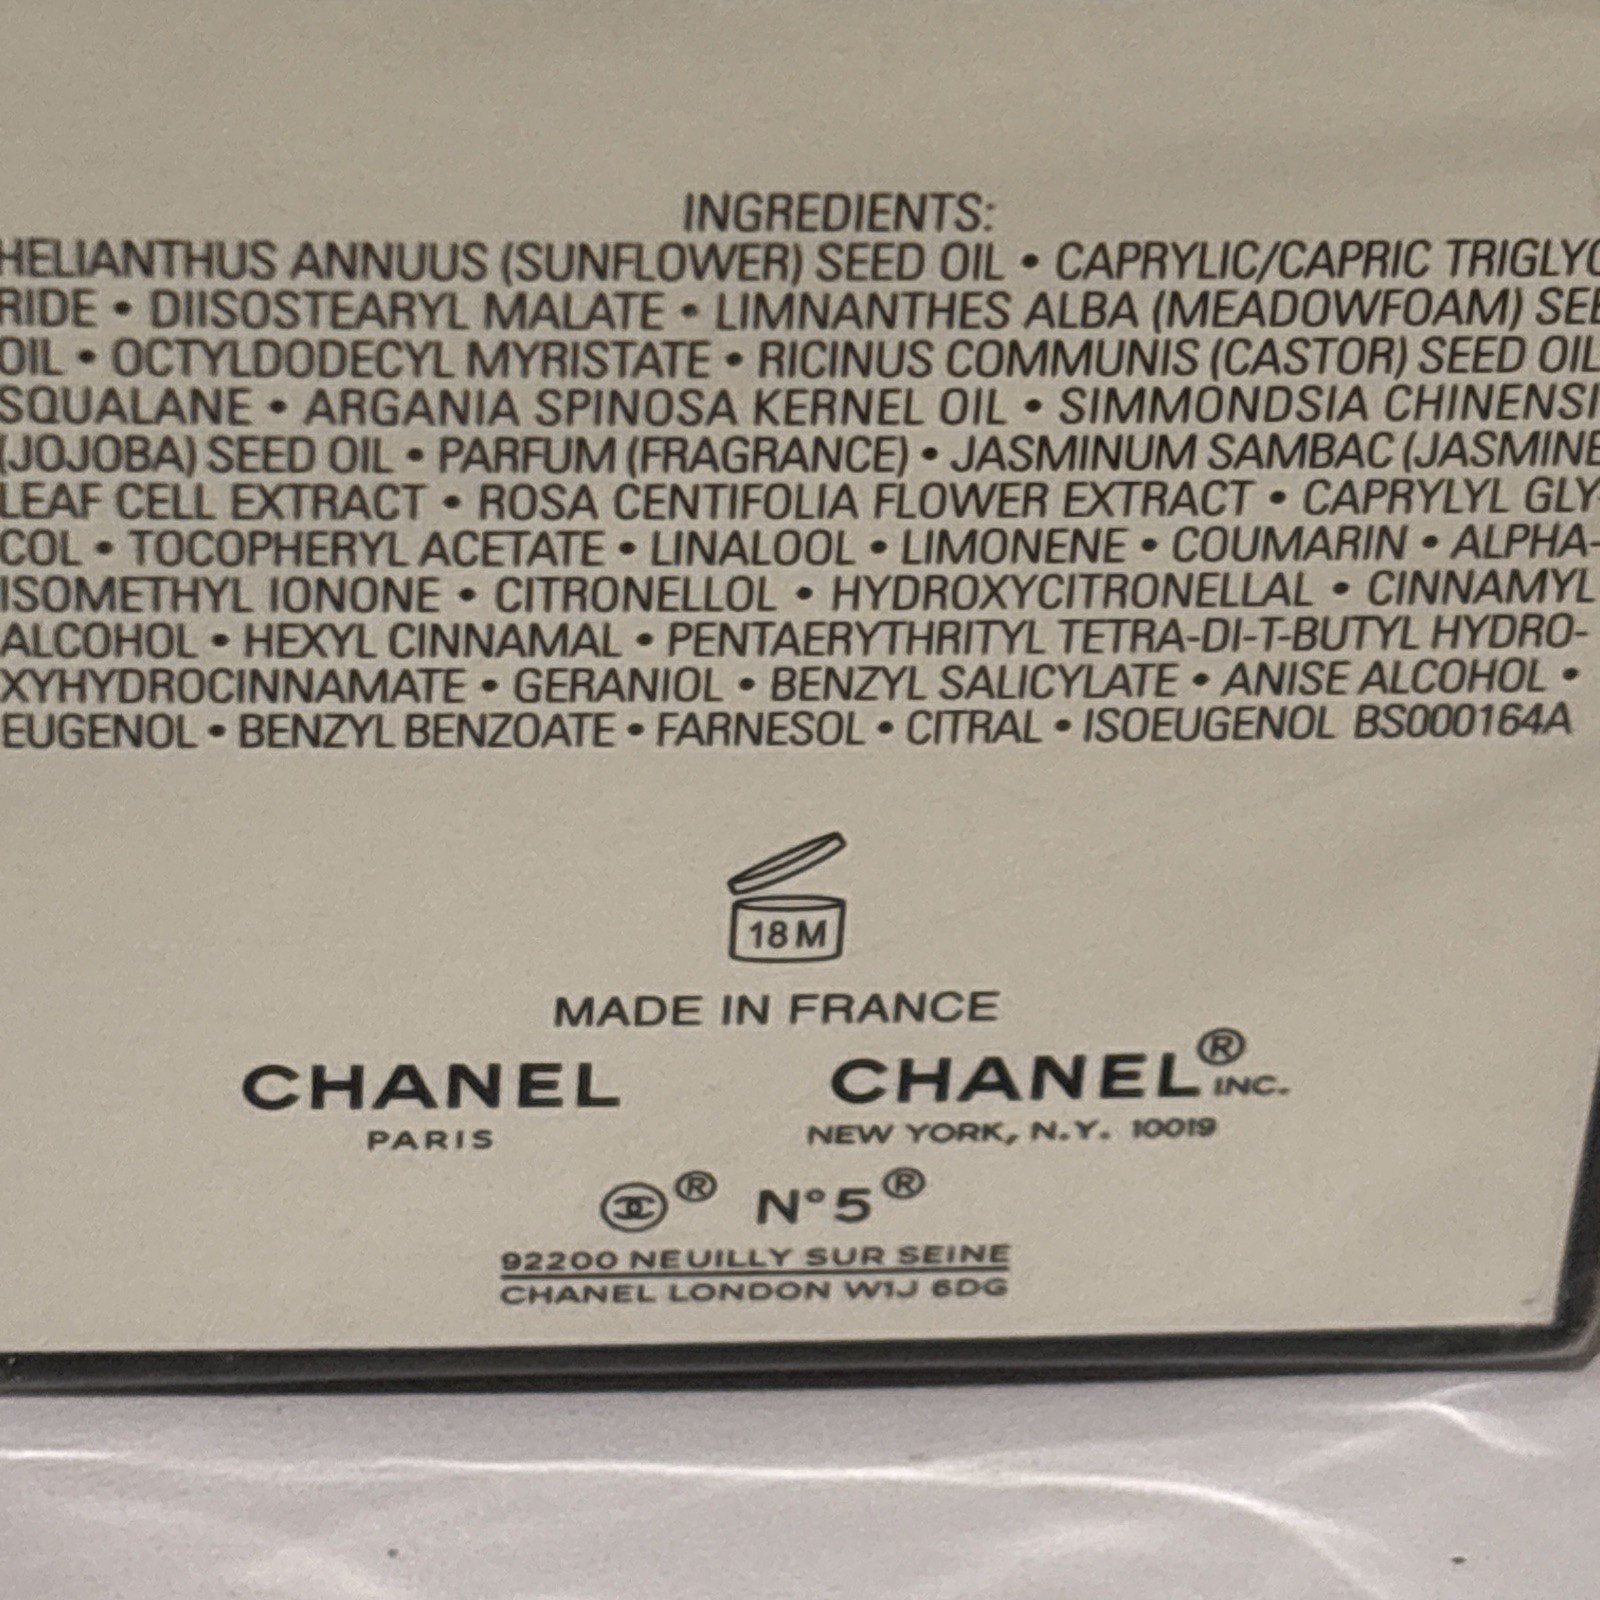 INGREDIENTS:
HELIANTHUS ANNUUS (SUNFLOWER) SEED OIL • CAPRYLIC/CAPRIC TRIGLYC
RIDE • DIISOSTEARYL MALATE • LIMNANTHES ALBA (MEADOWFOAM) SEE
OIL • OCTYLDODECYL MYRISTATE • RICINUS COMMUNIS (CASTOR) SEED OIL
SQUALANE • ARGANIA SPINOSA KERNEL OIL • SIMMONDSIA CHINENSI
(JOJOBA) SEED OIL • PARFUM (FRAGRANCE) • JASMINUM SAMBAC (JASMINE
LEAF CELL EXTRACT • ROSA CENTIFOLIA FLOWER EXTRACT • CAPRYLYL GLY-
COL • TOCOPHERYL ACETATE • LINALOOL • LIMONENE • COUMARIN • ALPHA-
ISOMETHYL IONONE • CITRONELLOL • HYDROXYCITRONELLAL • CINNAMYL
ALCOHOL • HEXYL CINNAMAL • PENTAERYTHRITYL TETRA-DI-T-BUTYL HYDRO-
XYHYDROCINNAMATE • GERANIOL • BENZYL SALICYLATE • ANISE ALCOHOL •
EUGENOL • BENZYL BENZOATE • FARNESOL • CITRAL • ISOEUGENOL BS000164A
18 M
MADE IN FRANCE
CHANEL CHANEL® INC.
PARIS NEW YORK, N.Y. 10019
® N°5®
92200 NEUILLY SUR SEINE
CHANEL LONDON W1J 6DG